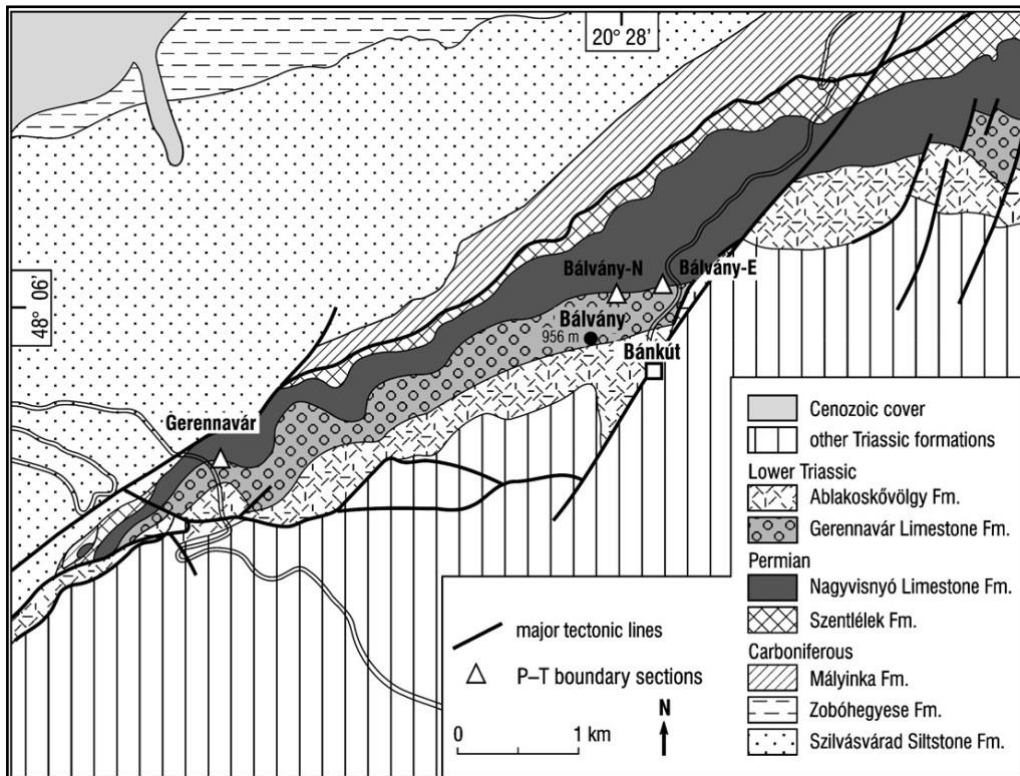 20° 28’
48° 06’
Bálvány-N
Bálvány-E
Bálvány
956 m
Bánkút
Gerennavár
Cenozoic cover
other Triassic formations
Lower Triassic
Ablakoskővölgy Fm.
Gerennavár Limestone Fm.
Permian
Nagyvisnyó Limestone Fm.
Szentlélek Fm.
Carboniferous
Mályinka Fm.
Zobóhegyese Fm.
Szilvásvárad Siltstone Fm.
major tectonic lines
P–T boundary sections
N
0 1 km